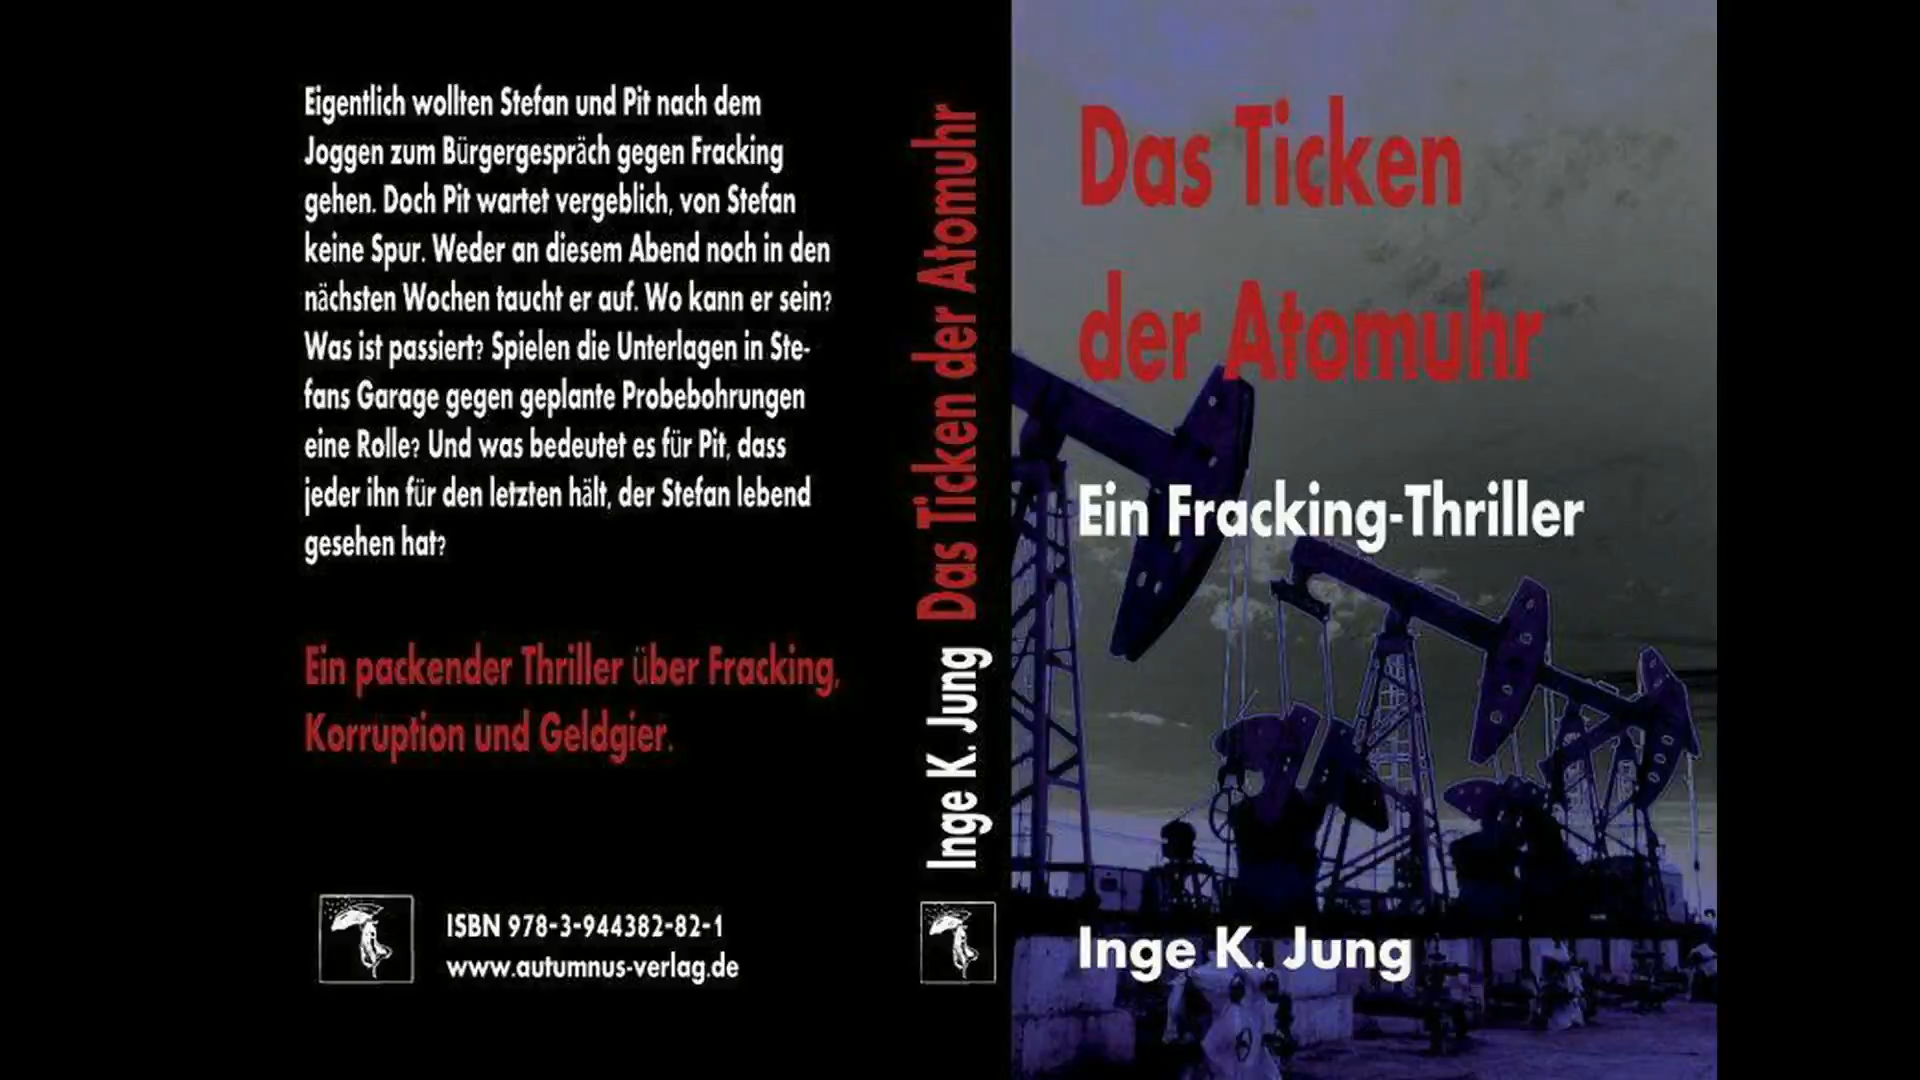 Eigentlich wollten Stefan und Pit nach dem
Joggen zum Bürgergespräch gegen Fracking
gehen. Doch Pit wartet vergeblich, von Stefan
keine Spur. Weder an diesem Abend noch in den
nächsten Wochen taucht er auf. Wo kann er sein?
Was ist passiert? Spielen die Unterlagen in Ste-
fans Garage gegen geplante Probebohrungen
eine Rolle? Und was bedeutet es für Pit, dass
jeder ihn für den letzten hält, der Stefan lebend
gesehen hat?
Ein packender Thriller über Fracking,
Korruption und Geldgier.
ISBN 978-3-944382-82-1
www.autumnus-verlag.de
Inge K. Jung Das Ticken der Atomuhr
Das Ticken
der Atomuhr
Ein Fracking-Thriller
Inge K. Jung